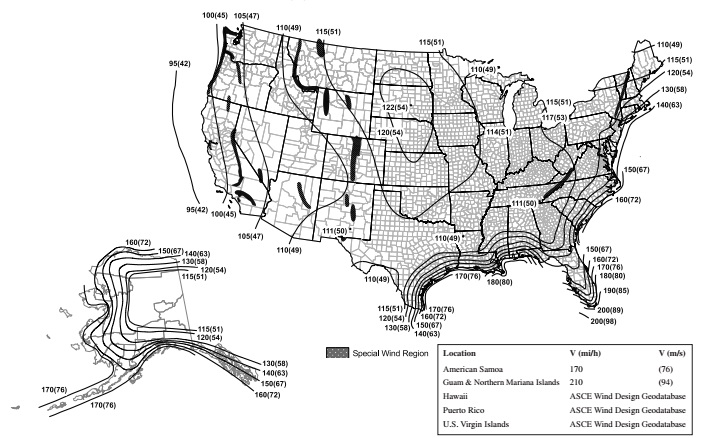 100(45) 105(47) 110(49) 115(51) 115(51) 110(49)
95(42) 110(49)* 115(51)
120(54)
130(58)
122(54)* 115(51) 140(63)
117(53)
120(54) 114(51)
150(67)
95(42) 100(45) 111(50)* 160(72)
105(47) 111(50)*
110(49) 110(49)
160(72) 150(67) 140(63)
130(58)
120(54)
115(51)
110(49) 170(76) 180(80)
150(67)
160(72)
170(76)
180(80)
190(85)
200(89)
200(98)
115(51) 170(76)
120(54) 160(72)
130(58) 150(67)
140(63)
115(51)
120(54)
130(58)
140(63)
150(67)
160(72)
170(76)
170(76)
Special Wind Region
Location V (mi/h) V (m/s)
American Samoa 170 (76)
Guam & Northern Mariana Islands 210 (94)
Hawaii ASCE Wind Design Geodatabase
Puerto Rico ASCE Wind Design Geodatabase
U.S. Virgin Islands ASCE Wind Design Geodatabase